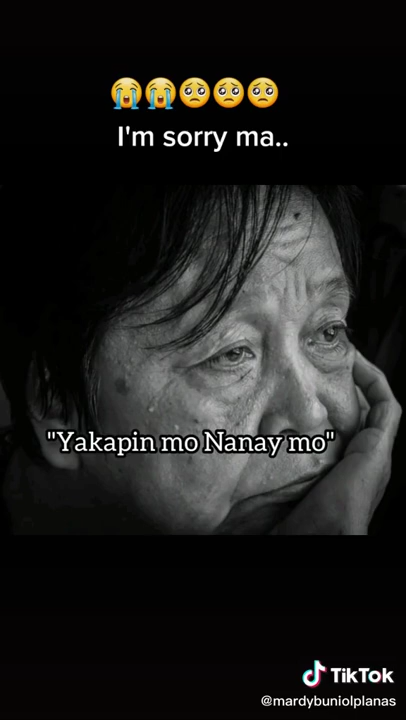 😭😭🥺🥺🥺
I'm sorry ma..
"Yakapin mo Nanay mo"
TikTok
@mardybuniolplanas